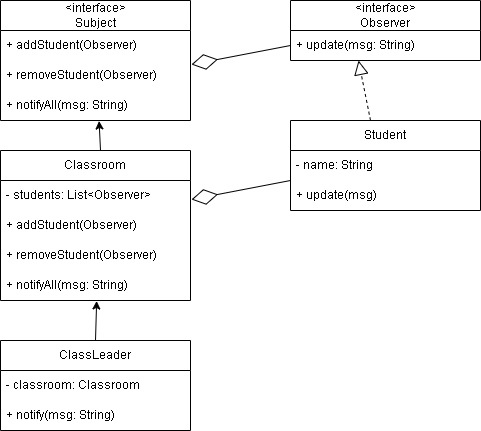 <interface>
Subject
+ addStudent(Observer)
+ removeStudent(Observer)
+ notifyAll(msg: String)
<interface>
Observer
+ update(msg: String)
Student
- name: String
+ update(msg)
Classroom
- students: List<Observer>
+ addStudent(Observer)
+ removeStudent(Observer)
+ notifyAll(msg: String)
ClassLeader
- classroom: Classroom
+ notify(msg: String)